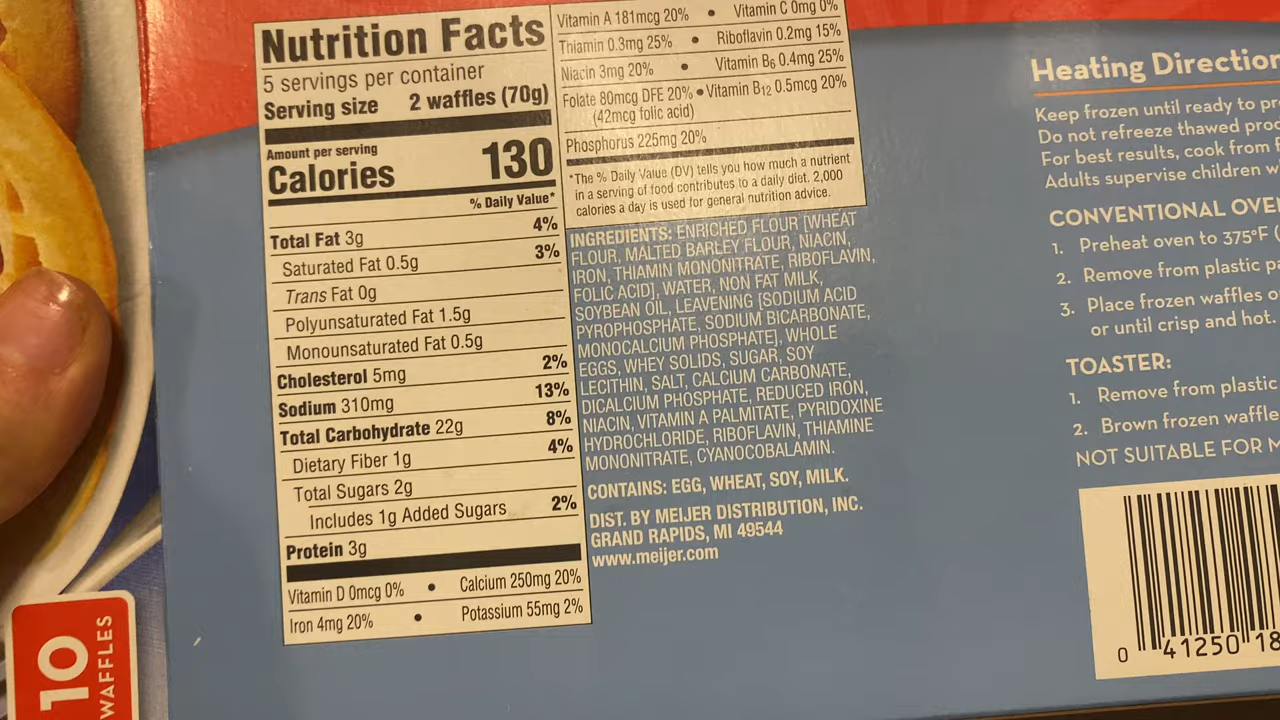 Nutrition Facts
5 servings per container
Serving size 2 waffles (70g)
Amount per serving
Calories 130
% Daily Value*
Total Fat 3g 4%
Saturated Fat 0.5g 3%
Trans Fat 0g
Polyunsaturated Fat 1.5g
Monounsaturated Fat 0.5g
Cholesterol 5mg 2%
Sodium 310mg 13%
Total Carbohydrate 22g 8%
Dietary Fiber 1g 4%
Total Sugars 2g
Includes 1g Added Sugars 2%
Protein 3g
Vitamin D 0mcg 0% • Calcium 250mg 20%
Iron 4mg 20% • Potassium 55mg 2%
Vitamin A 181mcg 20% • Vitamin C 0mg 0%
Thiamin 0.3mg 25% • Riboflavin 0.2mg 15%
Niacin 3mg 20% • Vitamin B6 0.4mg 25%
Folate 80mcg DFE 20% • Vitamin B12 0.5mcg 20%
(42mcg folic acid)
Phosphorus 225mg 20%
*The % Daily Value (DV) tells you how much a nutrient
in a serving of food contributes to a daily diet. 2,000
calories a day is used for general nutrition advice.
INGREDIENTS: ENRICHED FLOUR [WHEAT
FLOUR, MALTED BARLEY FLOUR, NIACIN,
IRON, THIAMIN MONONITRATE, RIBOFLAVIN,
FOLIC ACID], WATER, NON FAT MILK,
SOYBEAN OIL, LEAVENING [SODIUM ACID
PYROPHOSPHATE, SODIUM BICARBONATE,
MONOCALCIUM PHOSPHATE], WHOLE
EGGS, WHEY SOLIDS, SUGAR, SOY
LECITHIN, SALT, CALCIUM CARBONATE,
DICALCIUM PHOSPHATE, REDUCED IRON,
NIACIN, VITAMIN A PALMITATE, PYRIDOXINE
HYDROCHLORIDE, RIBOFLAVIN, THIAMINE
MONONITRATE, CYANOCOBALAMIN.
CONTAINS: EGG, WHEAT, SOY, MILK.
DIST. BY MEIJER DISTRIBUTION, INC.
GRAND RAPIDS, MI 49544
www.meijer.com
Heating Direction
Keep frozen until ready to pr
Do not refreeze thawed prod
For best results, cook from f
Adults supervise children w
CONVENTIONAL OVE
1. Preheat oven to 375°F (
2. Remove from plastic pa
3. Place frozen waffles o
or until crisp and hot.
TOASTER:
1. Remove from plastic
2. Brown frozen waffle
NOT SUITABLE FOR M
0 41250 18
10
WAFFLES